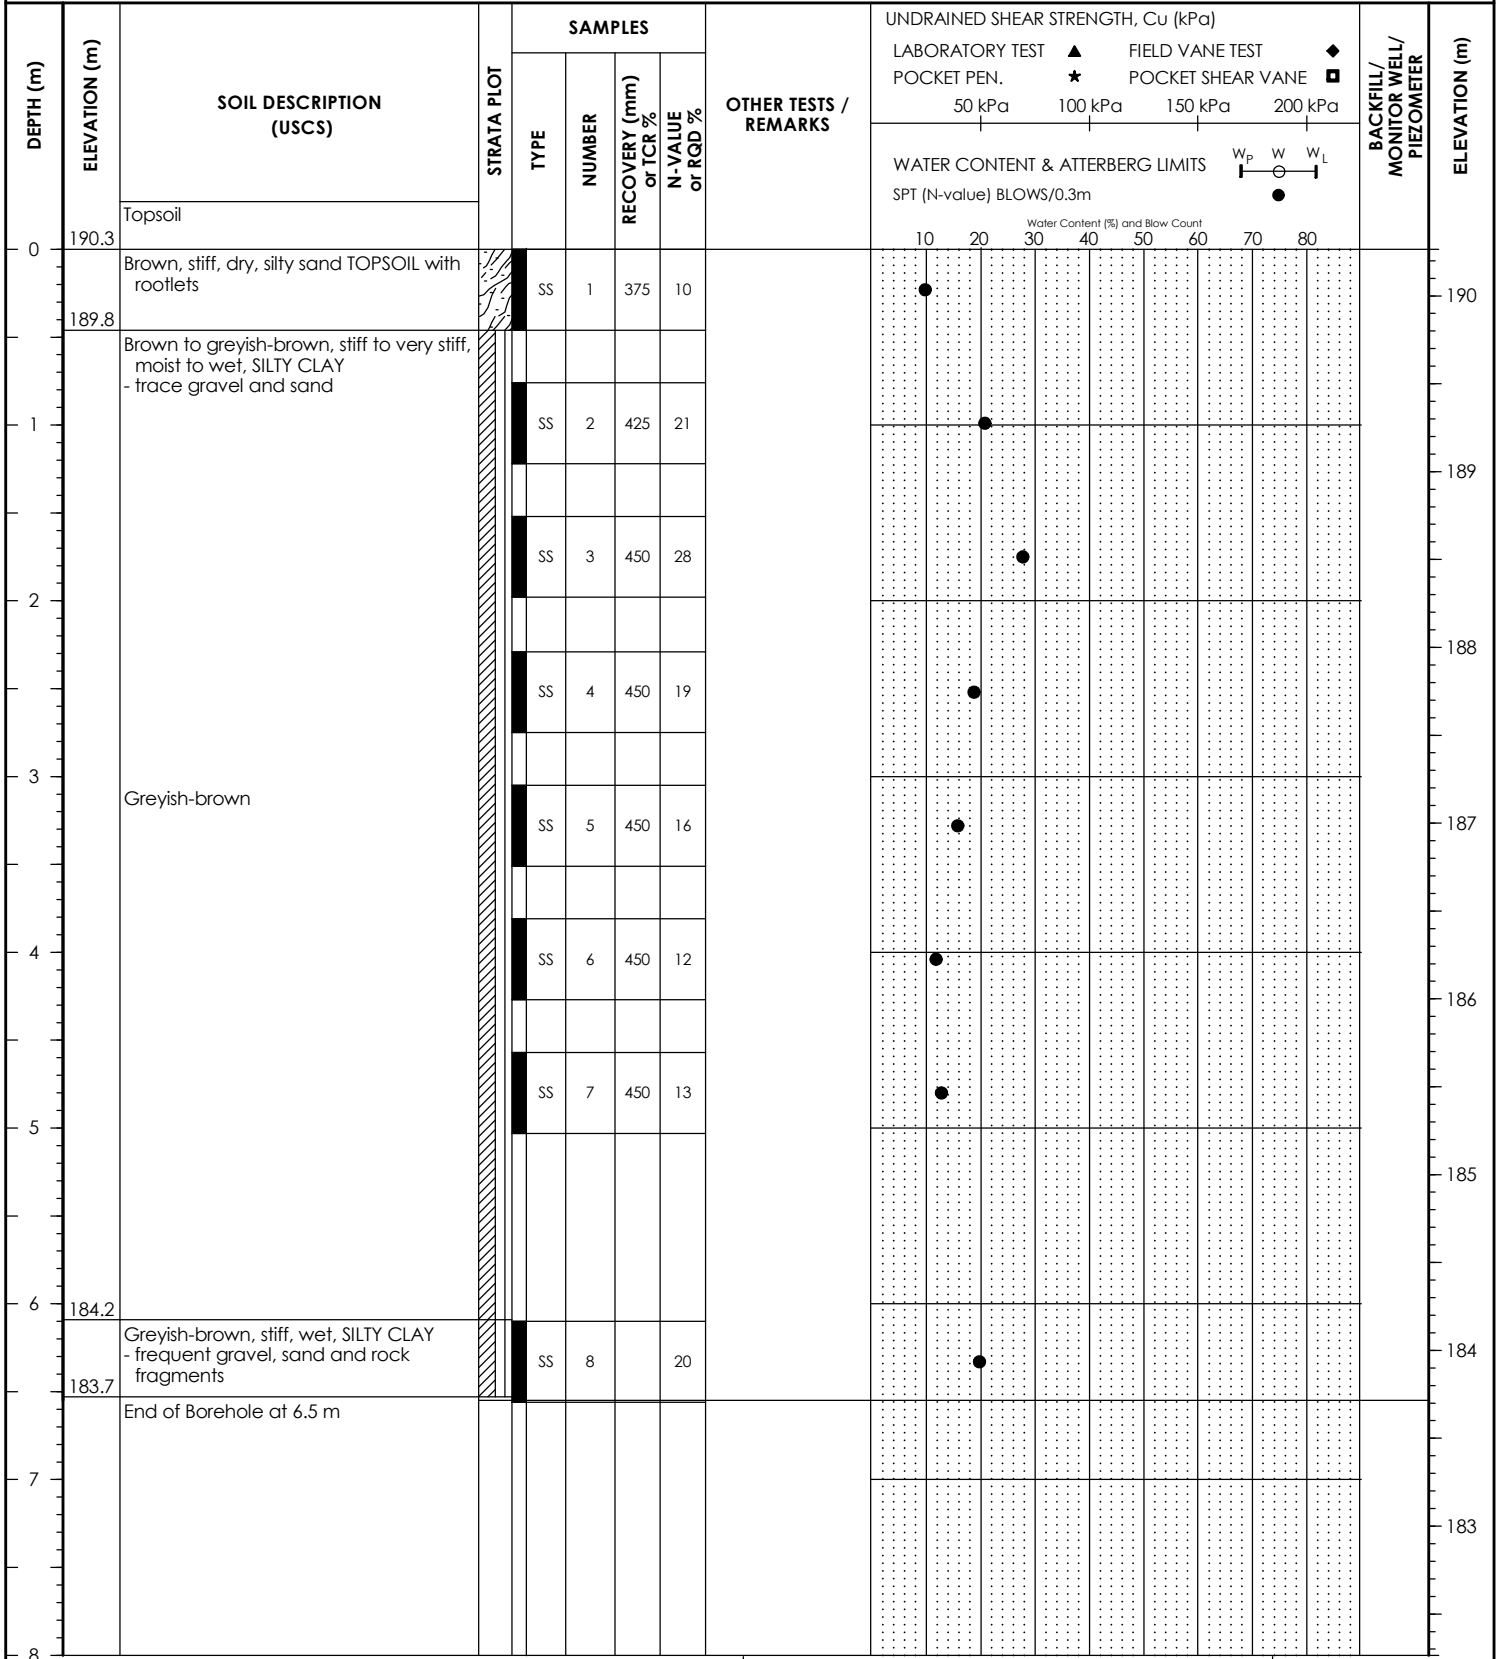 DEPTH (m)
ELEVATION (m)
SOIL DESCRIPTION
(USCS)
STRATA PLOT
SAMPLES
TYPE
NUMBER
RECOVERY (mm)
or TCR %
N-VALUE
or RQD %
OTHER TESTS /
REMARKS
UNDRAINED SHEAR STRENGTH, Cu (kPa)
LABORATORY TEST FIELD VANE TEST
POCKET PEN. POCKET SHEAR VANE
50 kPa 100 kPa 150 kPa 200 kPa
WATER CONTENT & ATTERBERG LIMITS WP W WL
SPT (N-value) BLOWS/0.3m
Water Content (%) and Blow Count
10 20 30 40 50 60 70 80
BACKFILL/
MONITOR WELL/
PIEZOMETER
ELEVATION (m)
Topsoil
0 190.3
Brown, stiff, dry, silty sand TOPSOIL with
rootlets
SS 1 375 10
190
189.8
Brown to greyish-brown, stiff to very stiff,
moist to wet, SILTY CLAY
- trace gravel and sand
1 SS 2 425 21
189
SS 3 450 28
2
188
SS 4 450 19
3
Greyish-brown
SS 5 450 16
187
4 SS 6 450 12
186
SS 7 450 13
5
185
6 184.2
Greyish-brown, stiff, wet, SILTY CLAY
- frequent gravel, sand and rock
fragments
SS 8 20
184
183.7
End of Borehole at 6.5 m
7
183
8